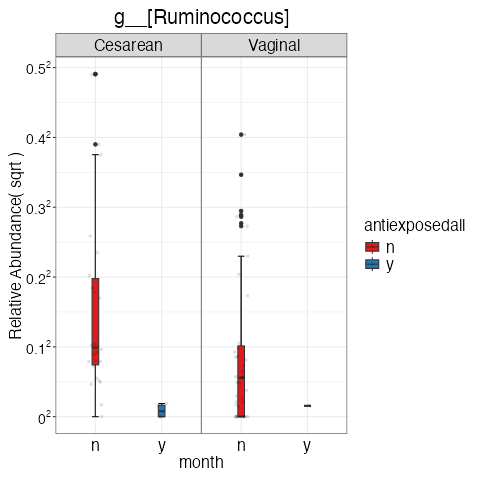 g__[Ruminococcus]
Cesarean Vaginal
0.5²
0.4²
0.3²
0.2²
0.1²
0²
Relative Abundance( sqrt )
n y n y
month
antiexposedall
n
y